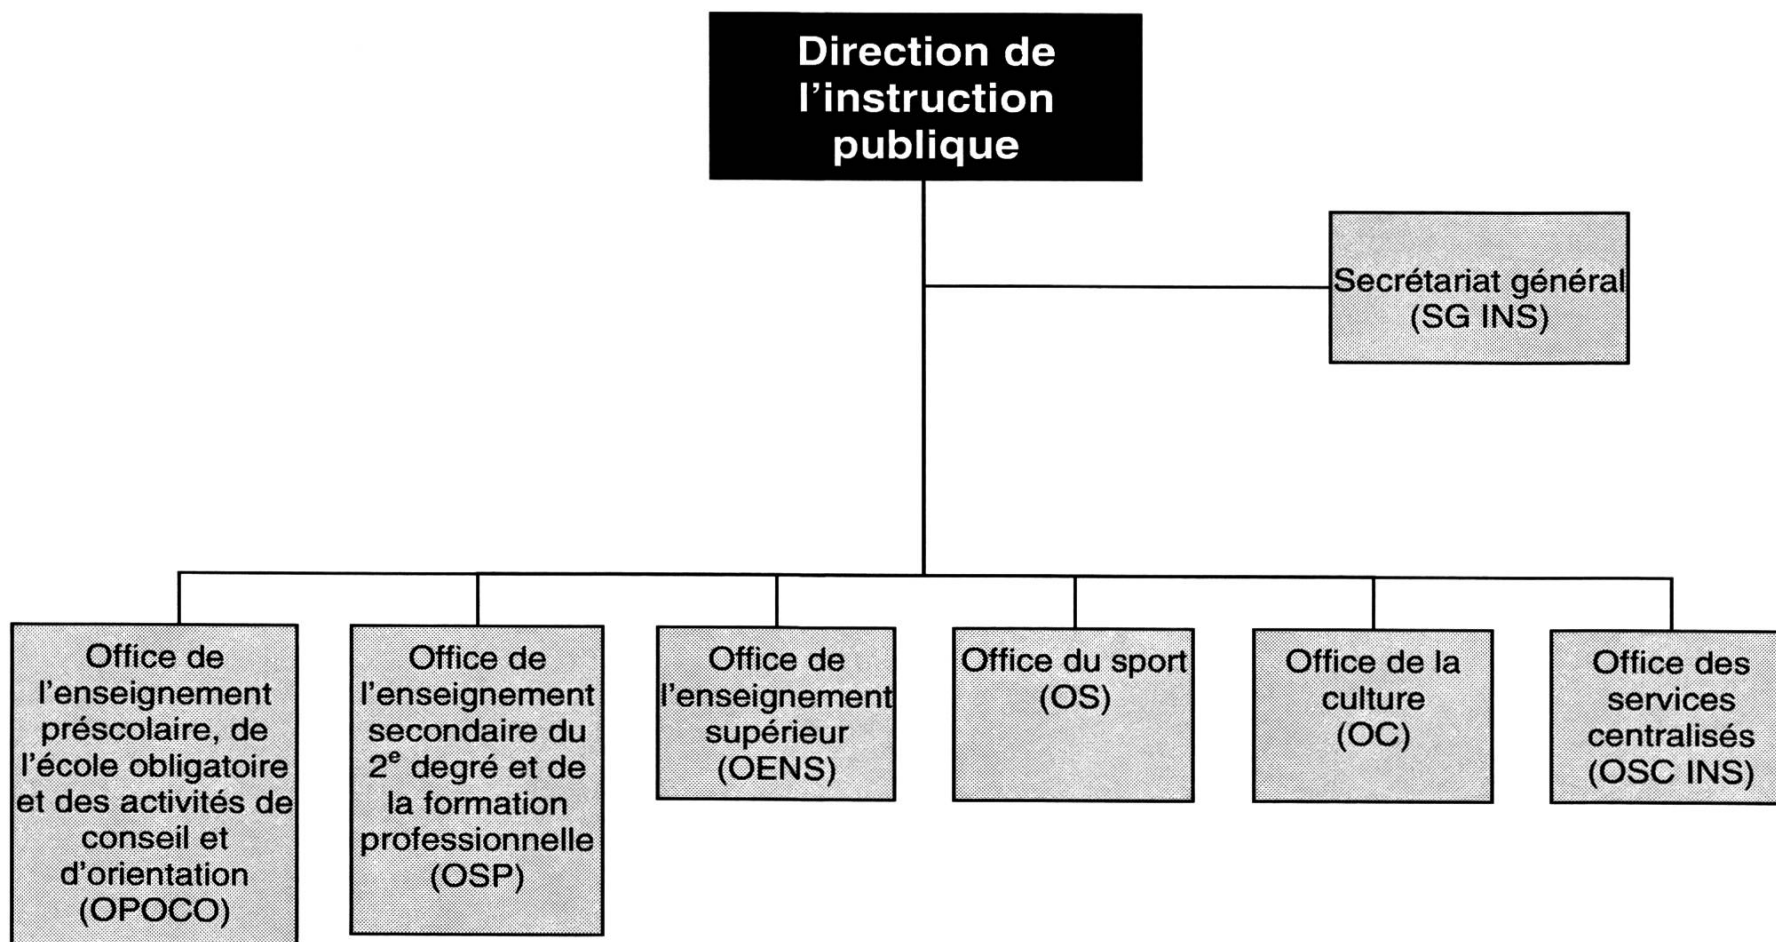 Direction de
l'instruction
publique
Secrétariat général
(SG INS)
Office de
l'enseignement
préscolaire, de
l'école obligatoire
et des activités de
conseil et
d'orientation
(OPOCO)
Office de
l'enseignement
secondaire du
2e degré et de
la formation
professionnelle
(OSP)
Office de
l'enseignement
supérieur
(OENS)
Office du sport
(OS)
Office de la
culture
(OC)
Office des
services
centralisés
(OSC INS)